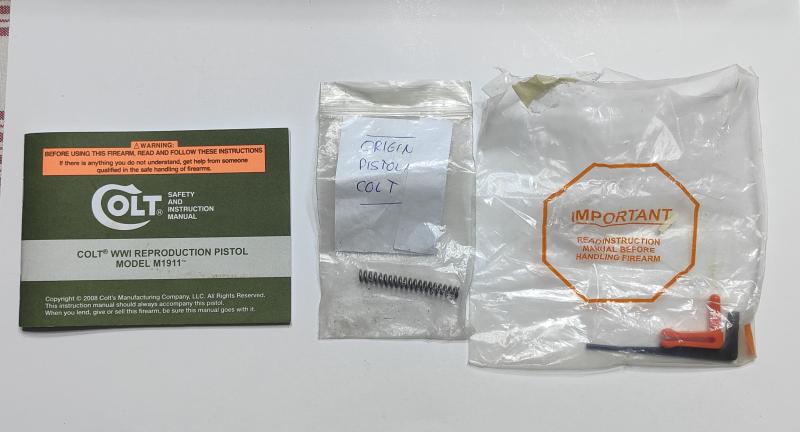 ⚠WARNING:
BEFORE USING THIS FIREARM, READ AND FOLLOW THESE INSTRUCTIONS
If there is anything you do not understand, get help from someone
qualified in the safe handling of firearms.
COLT®
SAFETY
AND
INSTRUCTION
MANUAL
COLT® WWI REPRODUCTION PISTOL
MODEL M1911™
Copyright © 2008 Colt's Manufacturing Company, LLC. All Rights Reserved.
This instruction manual should always accompany this pistol.
When you lend, give or sell this firearm, be sure this manual goes with it.
ORIGIN
PISTOL
COLT
IMPORTANT
READ INSTRUCTION
MANUAL BEFORE
HANDLING FIREARM